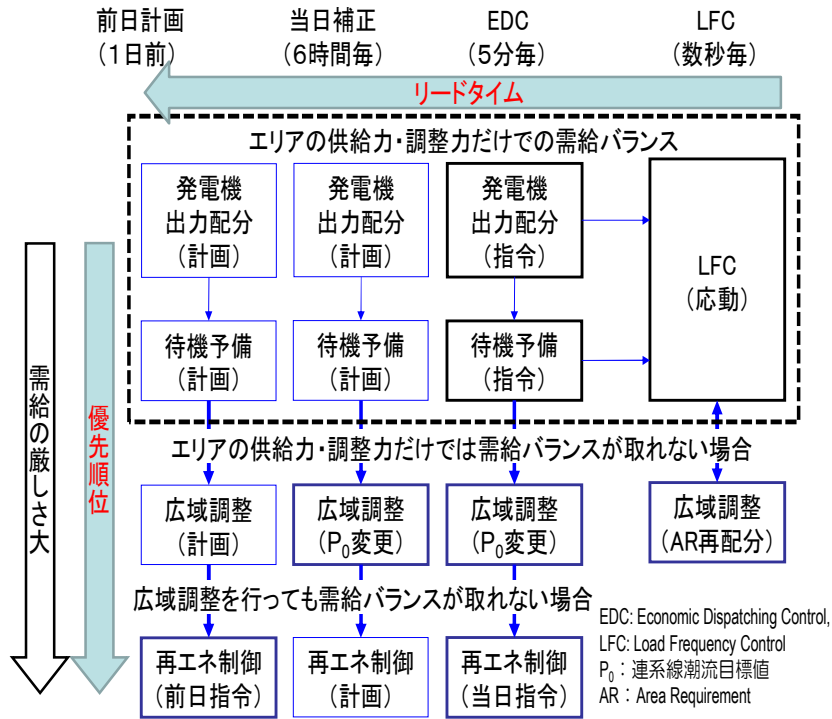 前日計画
（1日前）
当日補正
（6時間毎）
EDC
（5分毎）
LFC
（数秒毎）
リードタイム
エリアの供給力・調整力だけでの需給バランス
発電機
出力配分
（計画）
発電機
出力配分
（計画）
発電機
出力配分
（指令）
LFC
（応動）
待機予備
（計画）
待機予備
（計画）
待機予備
（指令）
需給の厳しさ大
優先順位
エリアの供給力・調整力だけでは需給バランスが取れない場合
広域調整
（計画）
広域調整
（P₀変更）
広域調整
（P₀変更）
広域調整
（AR再配分）
広域調整を行っても需給バランスが取れない場合
再エネ制御
（前日指令）
再エネ制御
（計画）
再エネ制御
（当日指令）
EDC: Economic Dispatching Control,
LFC: Load Frequency Control
P₀：連系線潮流目標値
AR：Area Requirement